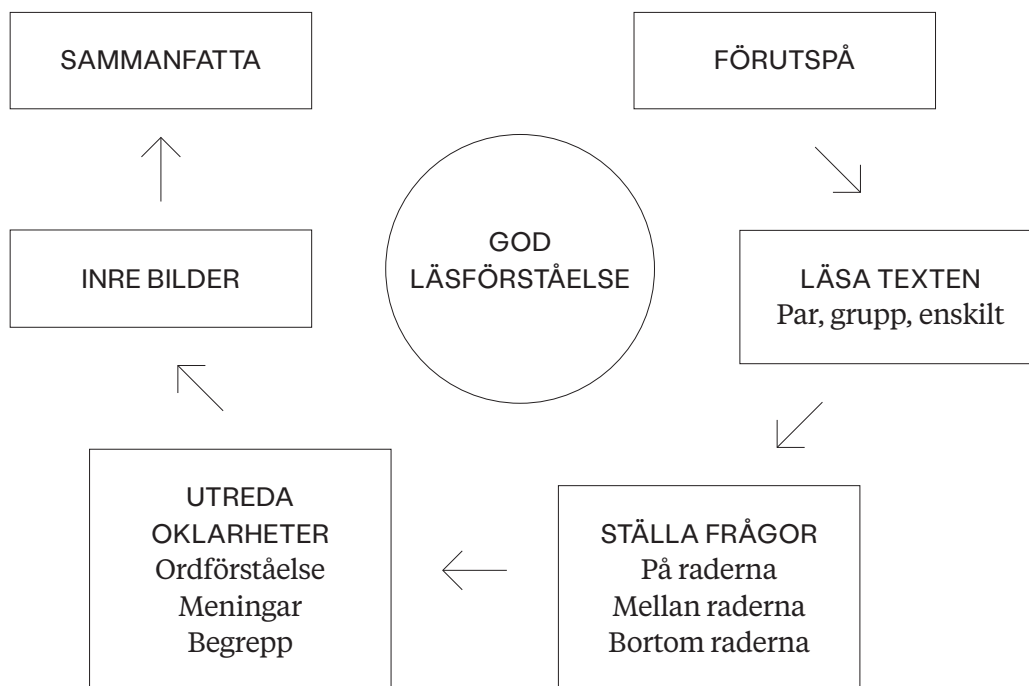 SAMMANFATTA
FÖRUTSPÅ
GOD
LÄSFÖRSTÅELSE
INRE BILDER
LÄSA TEXTEN
Par, grupp, enskilt
UTREDA
OKLARHETER
Ordförståelse
Meningar
Begrepp
STÄLLA FRÅGOR
På raderna
Mellan raderna
Bortom raderna